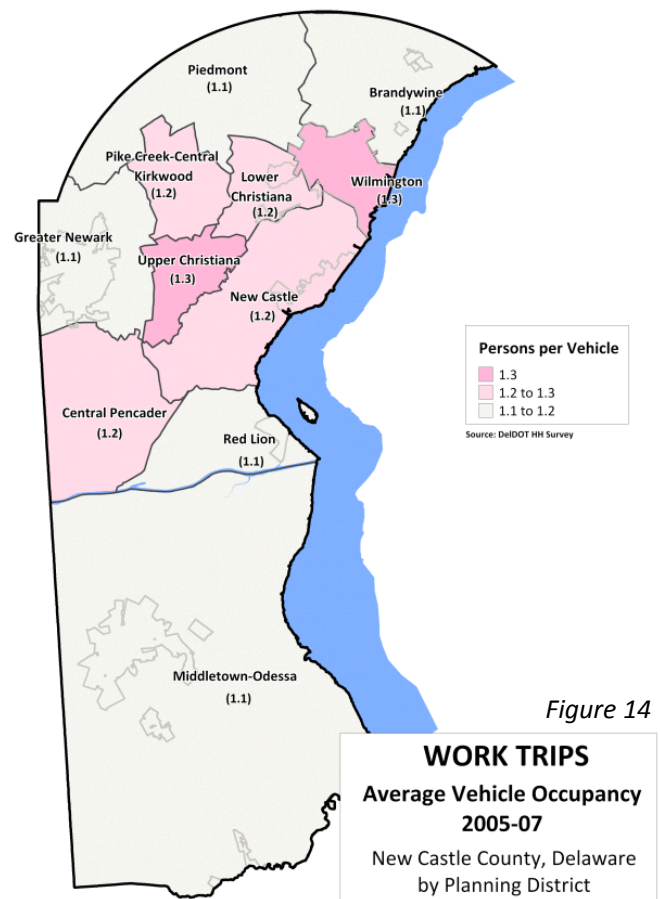 Piedmont
(1.1)
Brandywine
(1.1)
Pike Creek-Central
Kirkwood
(1.2)
Lower
Christiana
(1.2)
Wilmington
(1.3)
Greater Newark
(1.1)
Upper Christiana
(1.3)
New Castle
(1.2)
Persons per Vehicle
1.3
1.2 to 1.3
1.1 to 1.2
Source: DelDOT HH Survey
Central Pencader
(1.2)
Red Lion
(1.1)
Middletown-Odessa
(1.1)
Figure 14
WORK TRIPS
Average Vehicle Occupancy
2005-07
New Castle County, Delaware
by Planning District